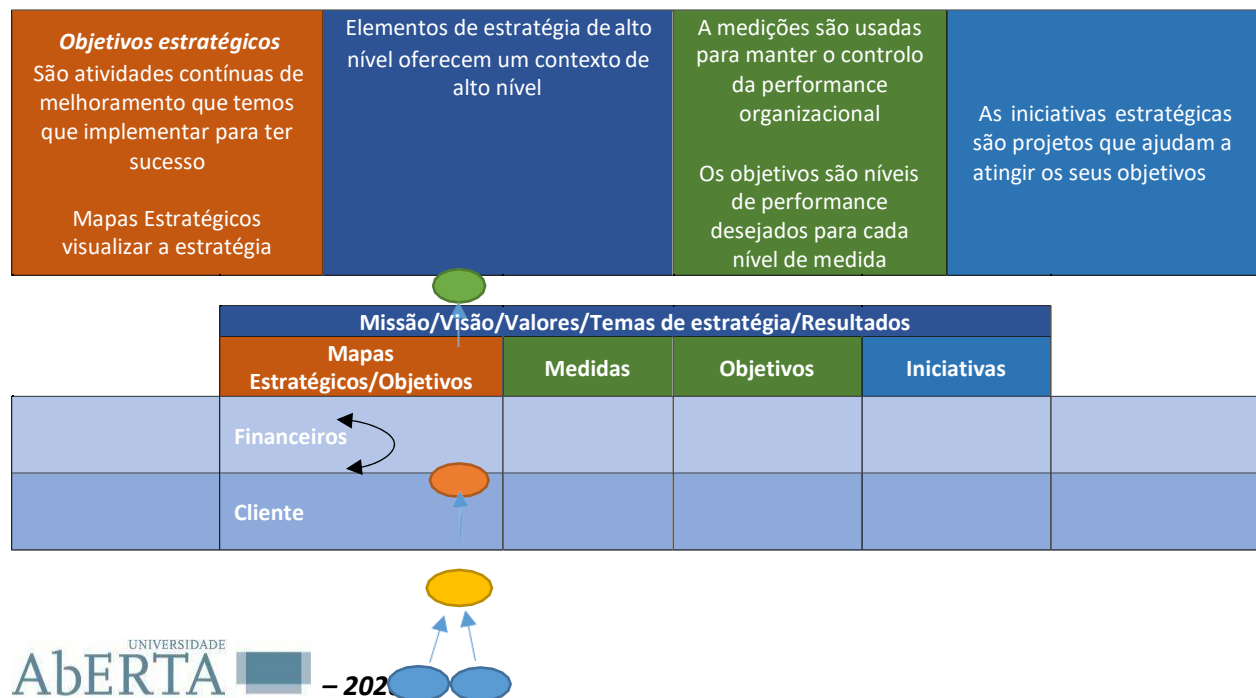 Objetivos estratégicos
São atividades contínuas de
melhoramento que temos
que implementar para ter
sucesso
Mapas Estratégicos
visualizar a estratégia
Elementos de estratégia de alto
nível oferecem um contexto de
alto nível
A medições são usadas
para manter o controlo
da performance
organizacional
Os objetivos são níveis
de performance
desejados para cada
nível de medida
As iniciativas estratégicas
são projetos que ajudam a
atingir os seus objetivos
Missão/Visão/Valores/Temas de estratégia/Resultados
Mapas
Estratégicos/Objetivos
Medidas
Objetivos
Iniciativas
Financeiros
Cliente
UNIVERSIDADE
AbERTA